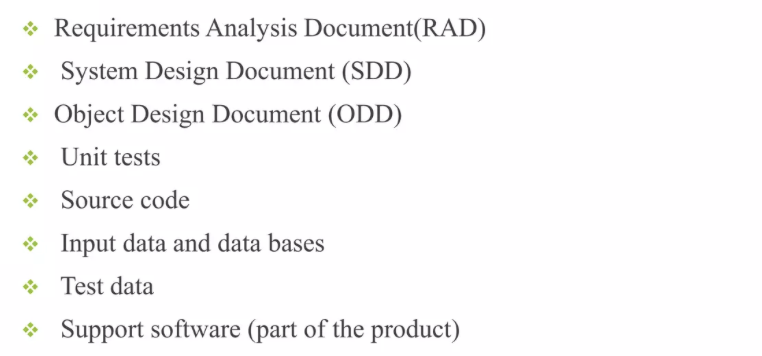 Requirements Analysis Document(RAD)
System Design Document (SDD)
Object Design Document (ODD)
Unit tests
Source code
Input data and data bases
Test data
Support software (part of the product)